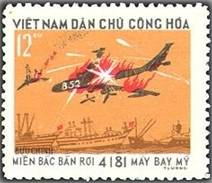 VIỆT NAM DÂN CHỦ CỘNG HÒA
12 xu
B52
BƯU CHÍNH
MIỀN BẮC BẮN RƠI 4181 MÁY BAY MỸ